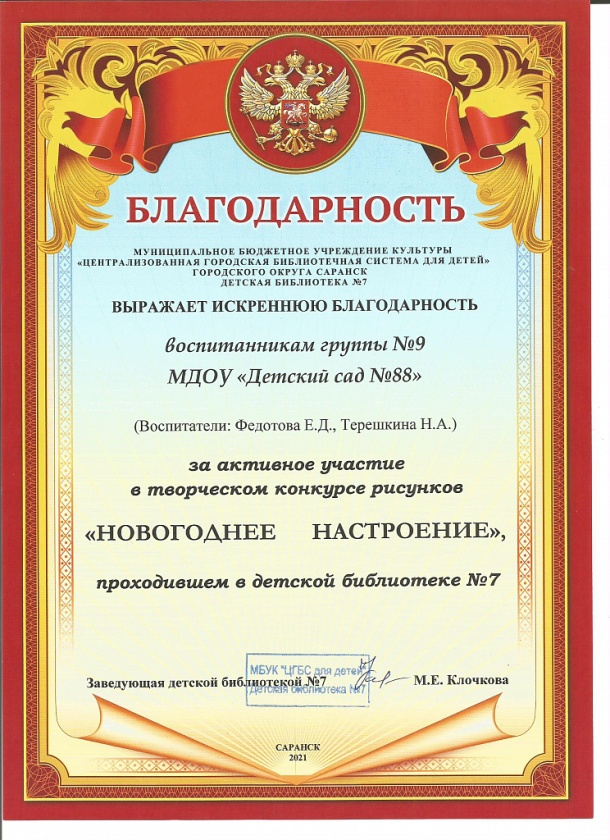 БЛАГОДАРНОСТЬ
МУНИЦИПАЛЬНОЕ БЮДЖЕТНОЕ УЧРЕЖДЕНИЕ КУЛЬТУРЫ
«ЦЕНТРАЛИЗОВАННАЯ ГОРОДСКАЯ БИБЛИОТЕЧНАЯ СИСТЕМА ДЛЯ ДЕТЕЙ»
ГОРОДСКОГО ОКРУГА САРАНСК
ДЕТСКАЯ БИБЛИОТЕКА №7
ВЫРАЖАЕТ ИСКРЕННЮЮ БЛАГОДАРНОСТЬ
воспитанникам группы №9
МДОУ «Детский сад №88»
(Воспитатели: Федотова Е.Д., Терешкина Н.А.)
за активное участие
в творческом конкурсе рисунков
«НОВОГОДНЕЕ НАСТРОЕНИЕ»,
проходившем в детской библиотеке №7
МБУК "ЦГБС для детей"
детская библиотека №7
Заведующая детской библиотекой №7 М.Е. Клочкова
САРАНСК
2021